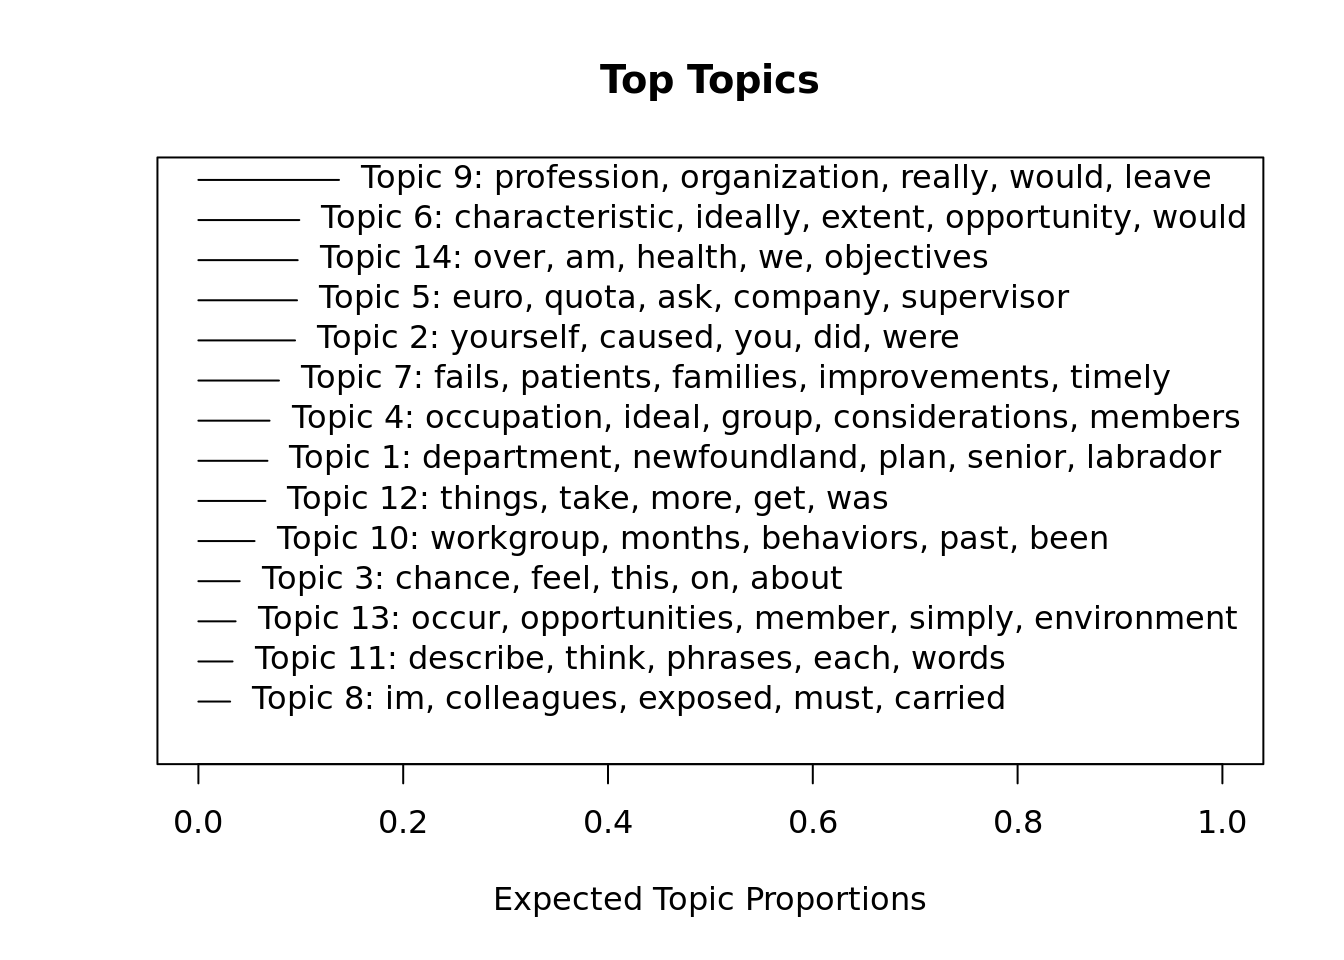 Top Topics
Topic 9: profession, organization, really, would, leave
Topic 6: characteristic, ideally, extent, opportunity, would
Topic 14: over, am, health, we, objectives
Topic 5: euro, quota, ask, company, supervisor
Topic 2: yourself, caused, you, did, were
Topic 7: fails, patients, families, improvements, timely
Topic 4: occupation, ideal, group, considerations, members
Topic 1: department, newfoundland, plan, senior, labrador
Topic 12: things, take, more, get, was
Topic 10: workgroup, months, behaviors, past, been
Topic 3: chance, feel, this, on, about
Topic 13: occur, opportunities, member, simply, environment
Topic 11: describe, think, phrases, each, words
Topic 8: im, colleagues, exposed, must, carried
0.0 0.2 0.4 0.6 0.8 1.0
Expected Topic Proportions